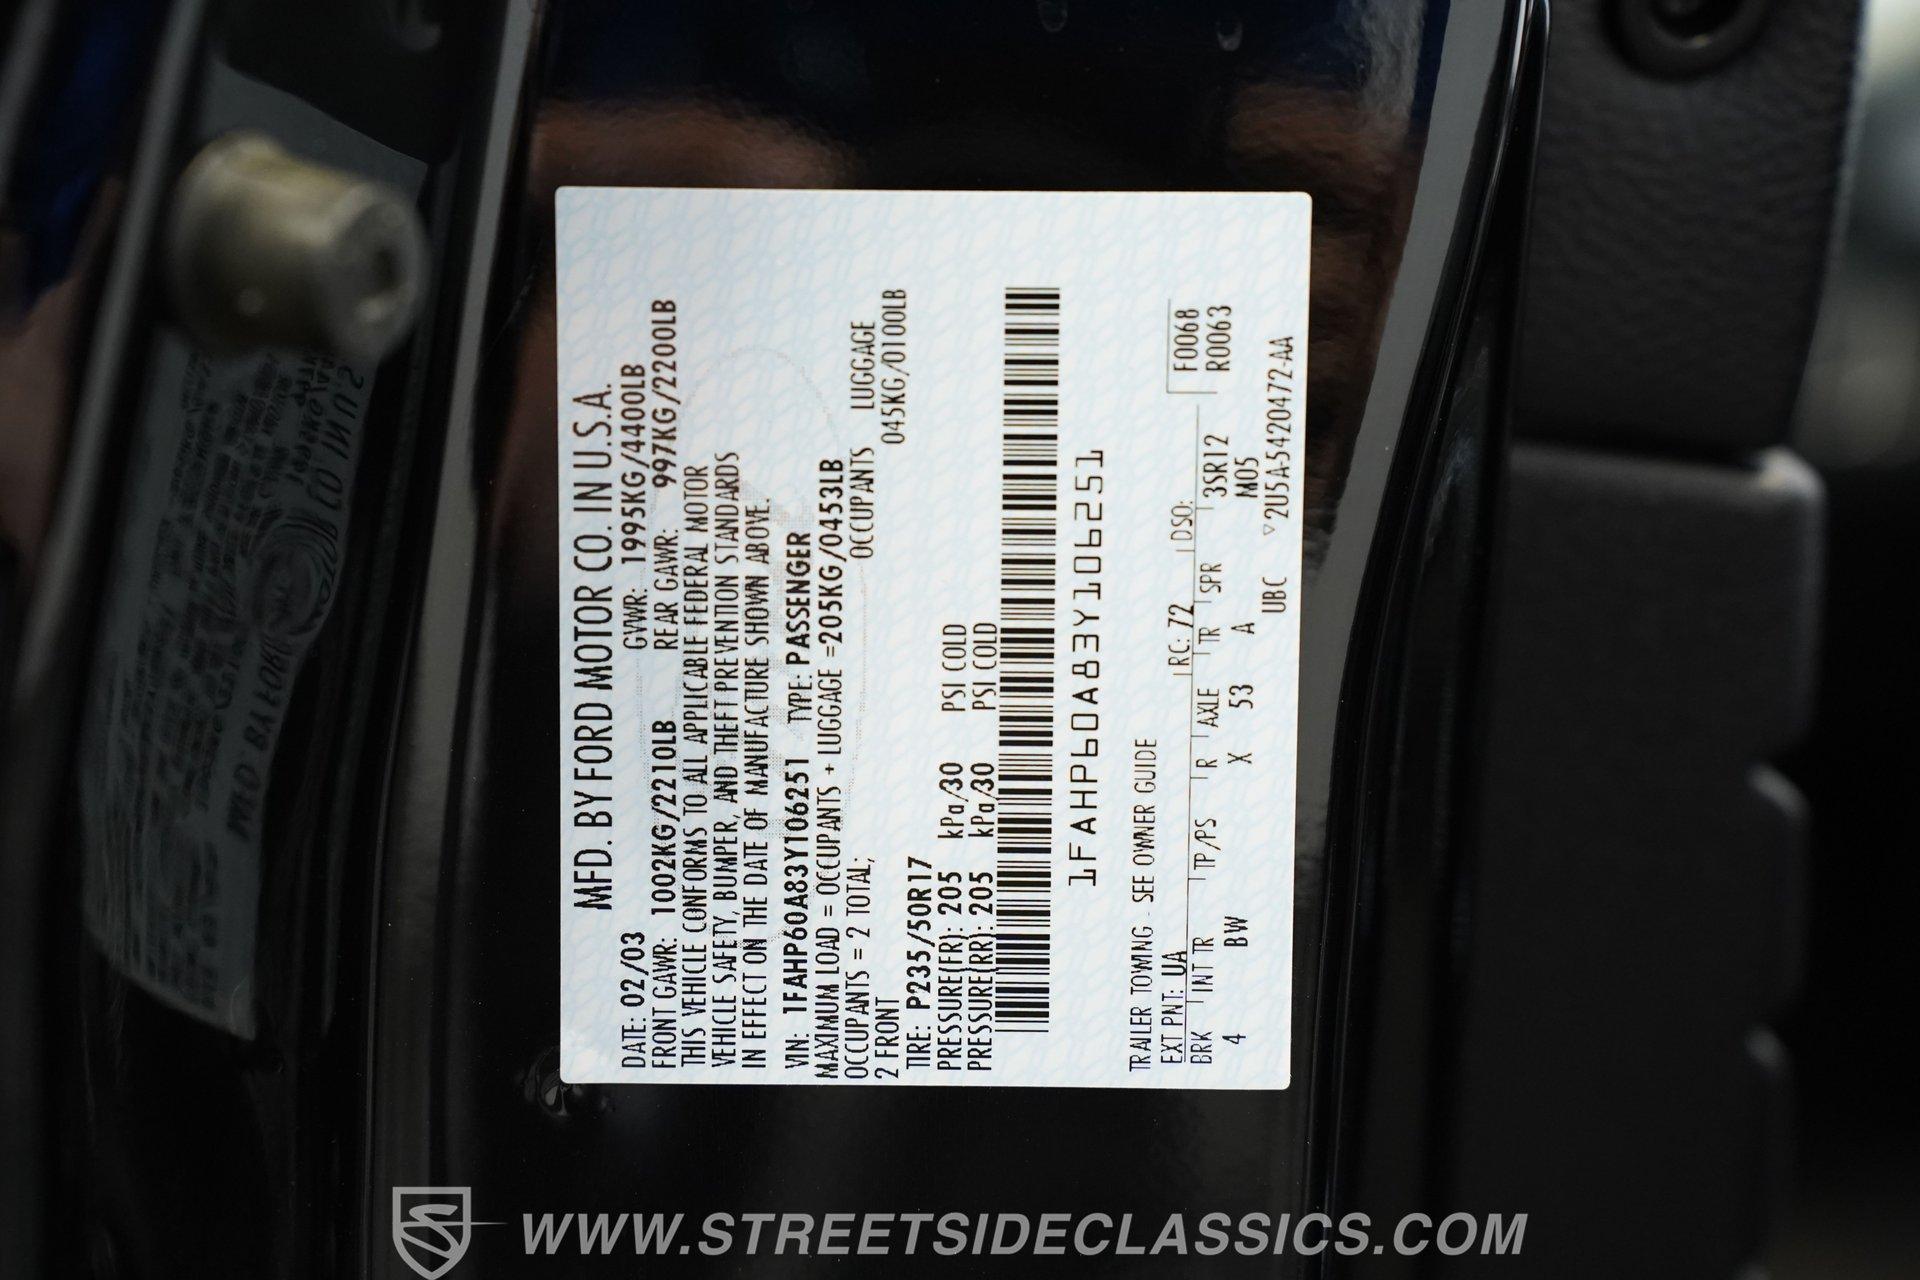 MFD. BY FORD MOTOR CO. IN U.S.A.
DATE: 02/03 GVWR: 1995KG/4400LB
FRONT GAWR: 1002KG/2210LB REAR GAWR: 997KG/2200LB
THIS VEHICLE CONFORMS TO ALL APPLICABLE FEDERAL MOTOR
VEHICLE SAFETY, BUMPER, AND THEFT PREVENTION STANDARDS
IN EFFECT ON THE DATE OF MANUFACTURE SHOWN ABOVE.
VIN: 1FAHP60A83Y106251 TYPE: PASSENGER
MAXIMUM LOAD = OCCUPANTS + LUGGAGE =205KG/0453LB
OCCUPANTS = 2 TOTAL; OCCUPANTS LUGGAGE
2 FRONT 045KG/0100LB
TIRE: P235/50R17
PRESSURE(FR): 205 kPa/30 PSI COLD
PRESSURE(RR): 205 kPa/30 PSI COLD
1FAHP60A83Y106251
TRAILER TOWING - SEE OWNER GUIDE
EXT PNT: UA RC: 72 DSO: F0068
BRK INT TR TP/PS R AXLE TR SPR 3SR12 R0063
4 BW X 53 A M05
UBC ▽2U5A-5420472-AA
WWW.STREETSIDECLASSICS.COM